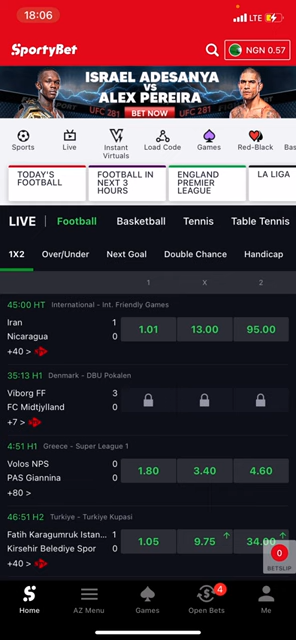 18:06
LTE
SportyBet
NGN 0.57
ISRAEL ADESANYA
VS
ALEX PEREIRA
UFC 281
BET NOW
UFC 281
Sports
Live
Instant
Virtuals
Load Code
Games
Red-Black
Bas
TODAY'S
FOOTBALL
FOOTBALL IN
NEXT 3
HOURS
ENGLAND
PREMIER
LEAGUE
LA LIGA
LIVE
Football
Basketball
Tennis
Table Tennis
1X2
Over/Under
Next Goal
Double Chance
Handicap
1 X 2
45:00 HT International - Int. Friendly Games
Iran 1
Nicaragua 0
1.01 13.00 95.00
+40 >
35:13 H1 Denmark - DBU Pokalen
Viborg FF 3
FC Midtjylland 0
+7 >
4:51 H1 Greece - Super League 1
Volos NPS 0
PAS Giannina 0
1.80 3.40 4.60
+80 >
46:51 H2 Turkiye - Turkiye Kupasi
Fatih Karagumruk Istan... 1
Kirsehir Belediye Spor 0
1.05 9.75 34.00
+40 >
0
BETSLIP
4
Home
AZ Menu
Games
Open Bets
Me